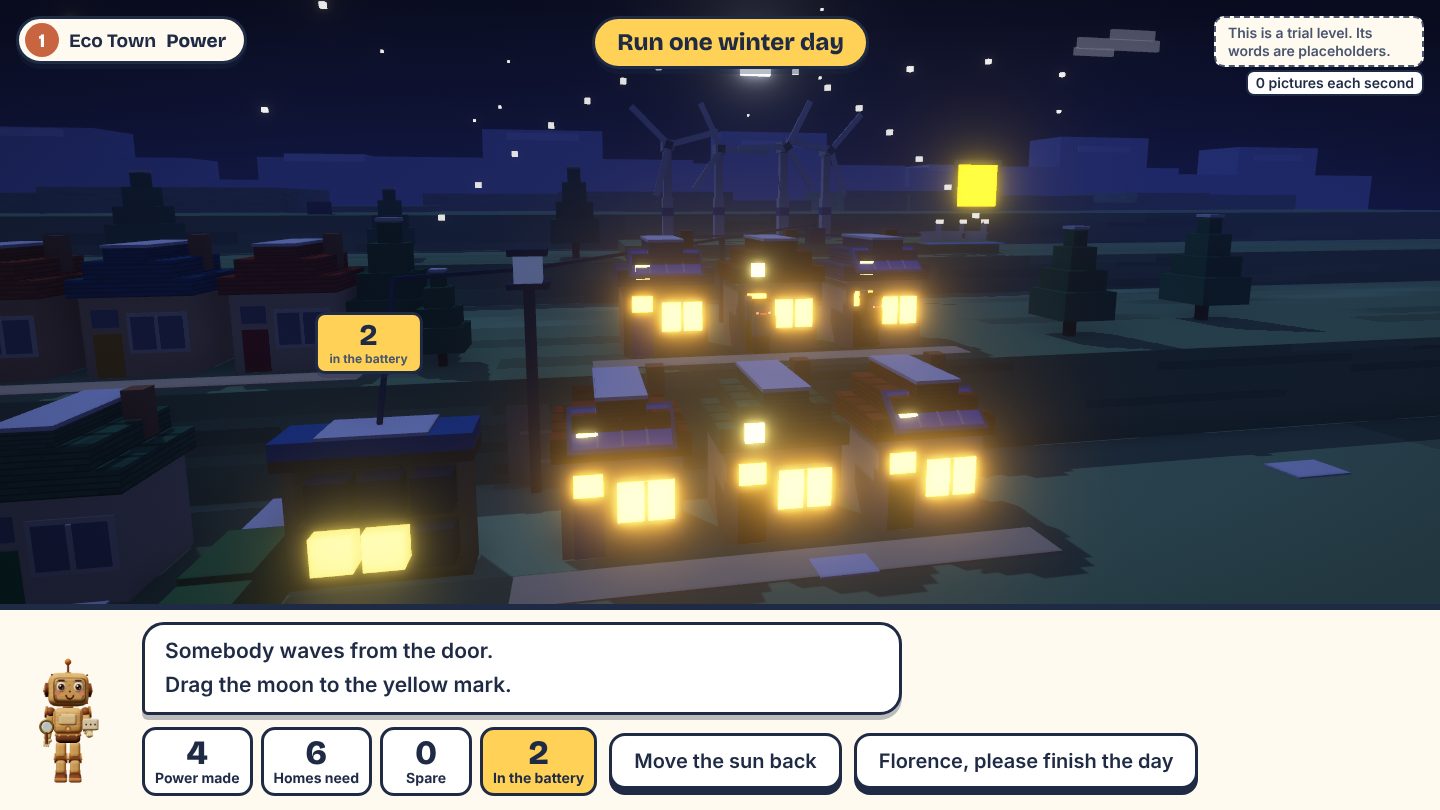 1 Eco Town Power
Run one winter day
This is a trial level. Its
words are placeholders.
0 pictures each second
2
in the battery
Somebody waves from the door.
Drag the moon to the yellow mark.
4
Power made
6
Homes need
0
Spare
2
In the battery
Move the sun back
Florence, please finish the day